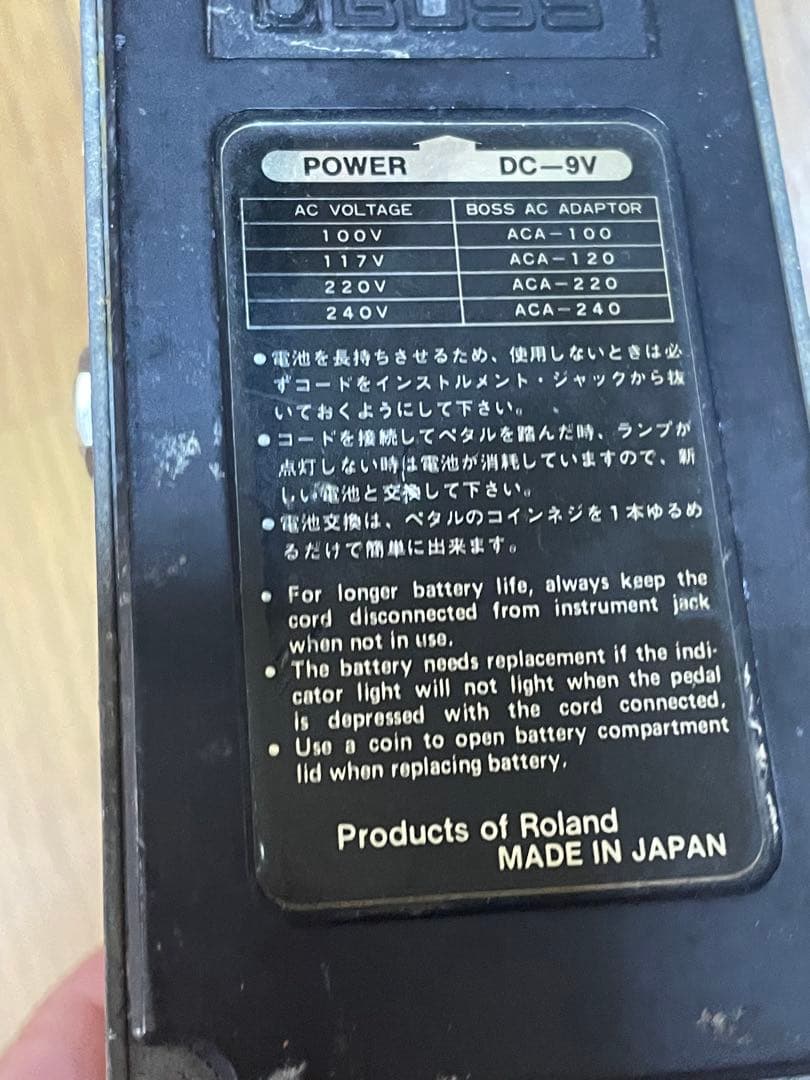 BOSS
POWER DC-9V
AC VOLTAGE BOSS AC ADAPTOR
100V ACA-100
117V ACA-120
220V ACA-220
240V ACA-240
●電池を長持ちさせるため、使用しないときは必
ずコードをインストルメント・ジャックから抜
いておくようにして下さい。
●コードを接続してペタルを踏んだ時、ランプが
点灯しない時は電池が消耗していますので、新
しい電池と交換して下さい。
●電池交換は、ペタルのコインネジを1本ゆるめ
るだけで簡単に出来ます。
● For longer battery life, always keep the
cord disconnected from instrument jack
when not in use.
● The battery needs replacement if the indi-
cator light will not light when the pedal
is depressed with the cord connected.
● Use a coin to open battery compartment
lid when replacing battery.
Products of Roland
MADE IN JAPAN